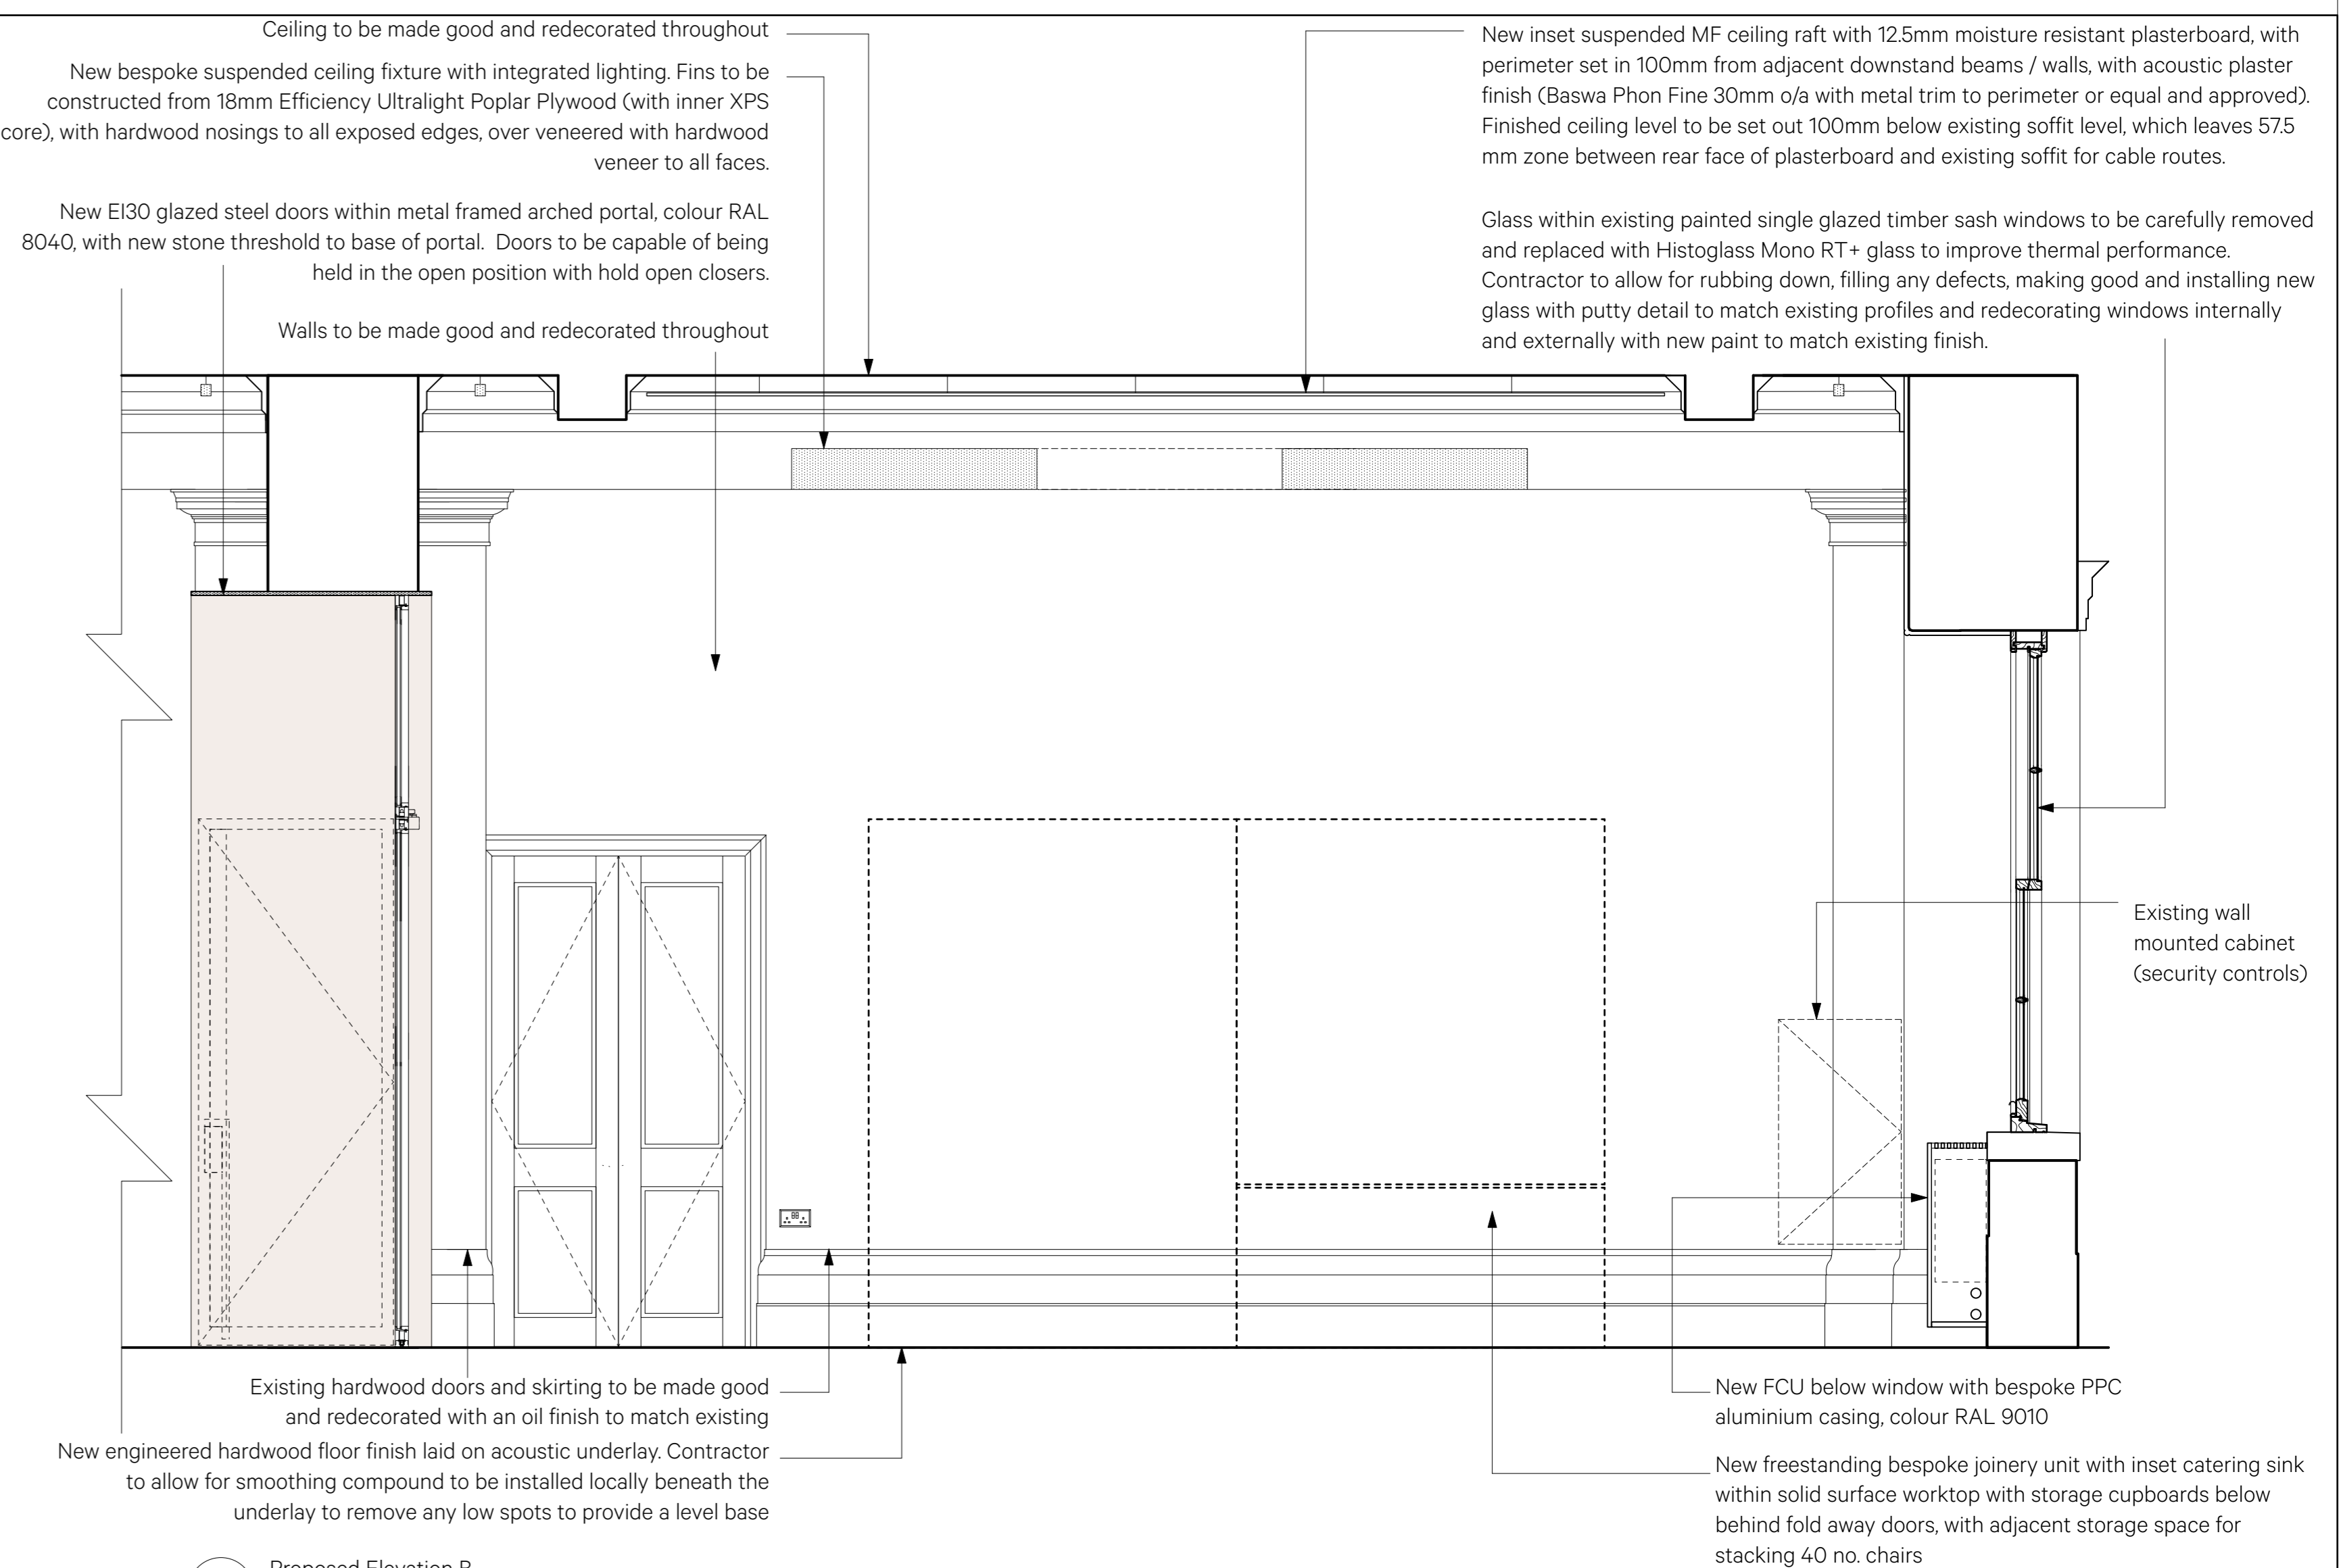 Ceiling to be made good and redecorated throughout
New bespoke suspended ceiling fixture with integrated lighting. Fins to be
constructed from 18mm Efficiency Ultralight Poplar Plywood (with inner XPS
core), with hardwood nosings to all exposed edges, over veneered with hardwood
veneer to all faces.
New EI30 glazed steel doors within metal framed arched portal, colour RAL
8040, with new stone threshold to base of portal. Doors to be capable of being
held in the open position with hold open closers.
Walls to be made good and redecorated throughout
New inset suspended MF ceiling raft with 12.5mm moisture resistant plasterboard, with
perimeter set in 100mm from adjacent downstand beams / walls, with acoustic plaster
finish (Baswa Phon Fine 30mm o/a with metal trim to perimeter or equal and approved).
Finished ceiling level to be set out 100mm below existing soffit level, which leaves 57.5
mm zone between rear face of plasterboard and existing soffit for cable routes.
Glass within existing painted single glazed timber sash windows to be carefully removed
and replaced with Histoglass Mono RT+ glass to improve thermal performance.
Contractor to allow for rubbing down, filling any defects, making good and installing new
glass with putty detail to match existing profiles and redecorating windows internally
and externally with new paint to match existing finish.
Existing wall
mounted cabinet
(security controls)
Existing hardwood doors and skirting to be made good
and redecorated with an oil finish to match existing
New engineered hardwood floor finish laid on acoustic underlay. Contractor
to allow for smoothing compound to be installed locally beneath the
underlay to remove any low spots to provide a level base
New FCU below window with bespoke PPC
aluminium casing, colour RAL 9010
New freestanding bespoke joinery unit with inset catering sink
within solid surface worktop with storage cupboards below
behind fold away doors, with adjacent storage space for
stacking 40 no. chairs
Proposed Elevation B